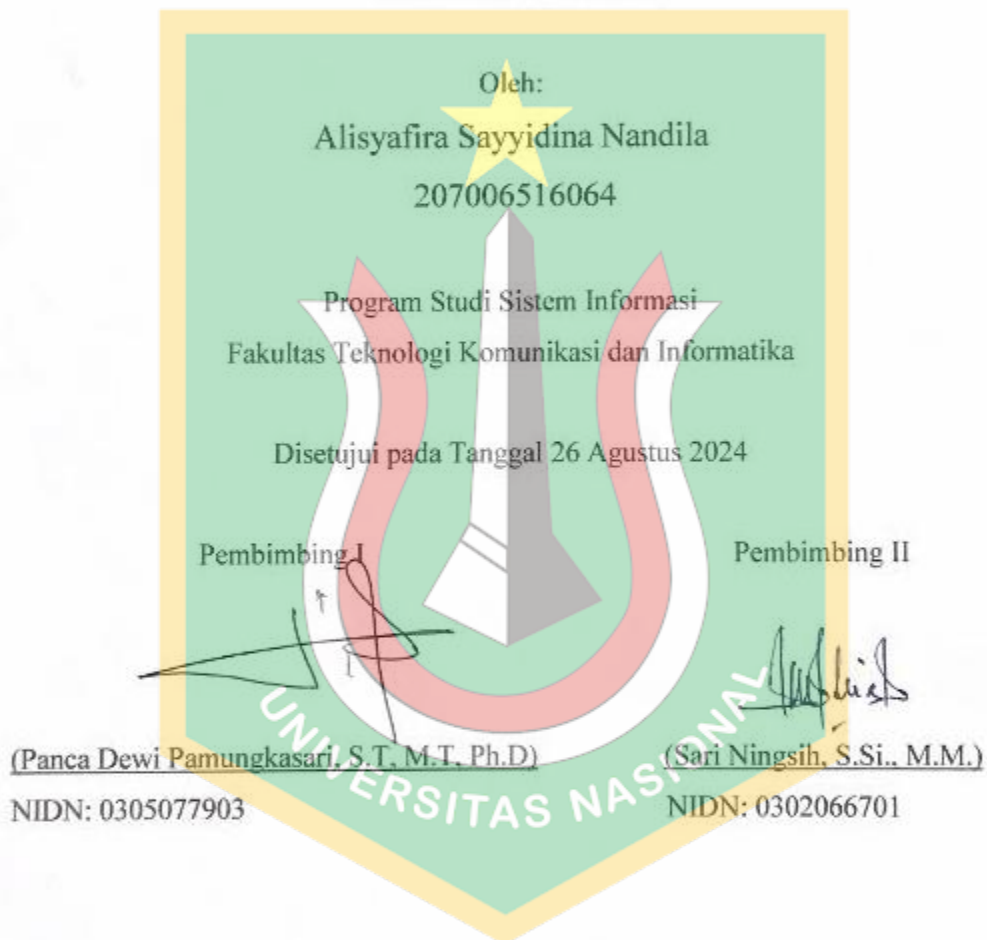 Oleh:
Alisyafira Sayyidina Nandila
207006516064
Program Studi Sistem Informasi
Fakultas Teknologi Komunikasi dan Informatika
Disetujui pada Tanggal 26 Agustus 2024
Pembimbing I
Pembimbing II
(Panca Dewi Pamungkasari, S.T, M.T, Ph.D)
(Sari Ningsih, S.Si., M.M.)
NIDN: 0305077903
NIDN: 0302066701
UNIVERSITAS NASIONAL